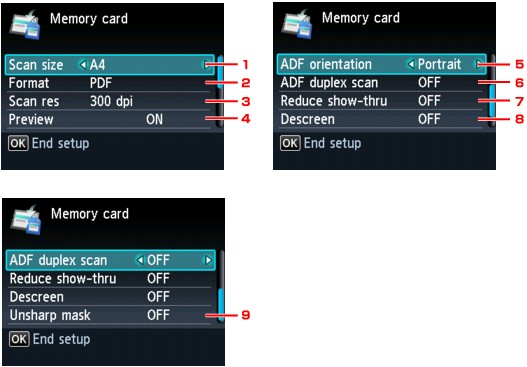 Memory card
Scan size A4 1
Format PDF 2
Scan res 300 dpi 3
Preview ON 4
OK End setup
Memory card
ADF orientation Portrait 5
ADF duplex scan OFF 6
Reduce show-thru OFF 7
Descreen OFF 8
OK End setup
Memory card
ADF duplex scan OFF
Reduce show-thru OFF
Descreen OFF
Unsharp mask OFF 9
OK End setup